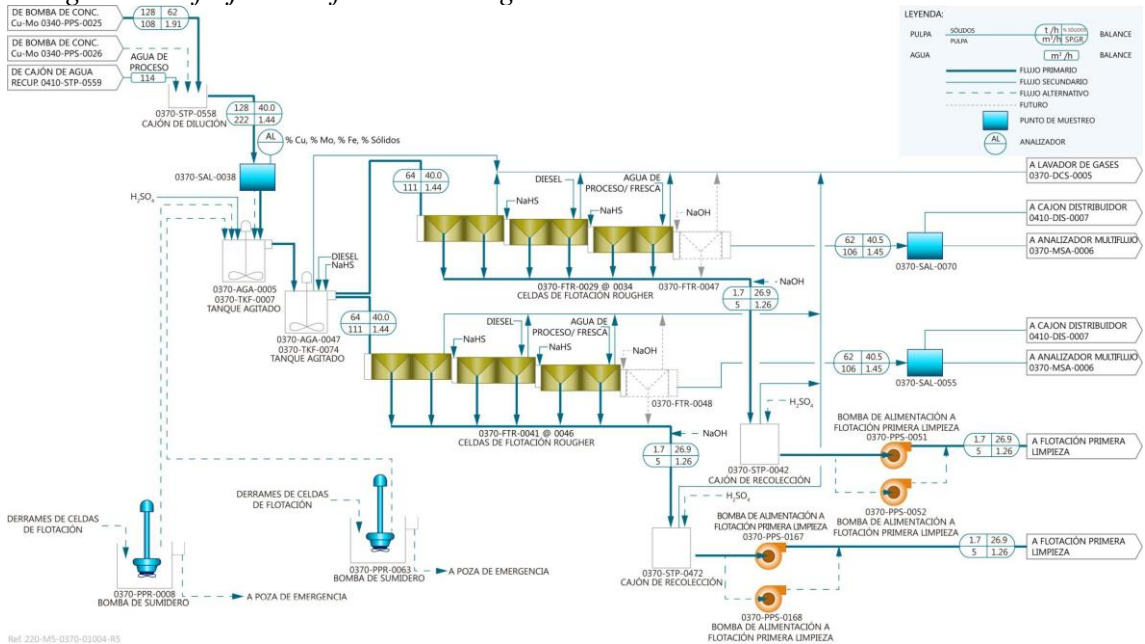 DE BOMBA DE CONC.
Cu-Mo 0340-PPS-0025
128 62
108 1.91
DE BOMBA DE CONC.
Cu-Mo 0340-PPS-0026
DE CAJÓN DE AGUA
RECUP. 0410-STP-0559
AGUA DE
PROCESO
114
0370-STP-0558
CAJÓN DE DILUCIÓN
128 40.0
222 1.44
AL
% Cu, % Mo, % Fe, % Sólidos
0370-SAL-0038
H2SO4
0370-AGA-0005
0370-TKF-0007
TANQUE AGITADO
DIESEL
NaHS
0370-AGA-0047
0370-TKF-0074
TANQUE AGITADO
64 40.0
111 1.44
64 40.0
111 1.44
LEYENDA:
PULPA
SÓLIDOS
PULPA
t /h % SÓLIDOS
m³/h SP.GR.
BALANCE
AGUA
m³ /h
BALANCE
FLUJO PRIMARIO
FLUJO SECUNDARIO
FLUJO ALTERNATIVO
FUTURO
PUNTO DE MUESTREO
AL
ANALIZADOR
DIESEL
AGUA DE
PROCESO/ FRESCA
NaHS
NaHS
NaOH
0370-FTR-0029 @ 0034
CELDAS DE FLOTACIÓN ROUGHER
0370-FTR-0047
A LAVADOR DE GASES
0370-DCS-0005
A CAJON DISTRIBUIDOR
0410-DIS-0007
A ANALIZADOR MULTIFLUJO
0370-MSA-0006
62 40.5
106 1.45
0370-SAL-0070
- NaOH
1.7 26.9
5 1.26
DIESEL
AGUA DE
PROCESO/ FRESCA
NaHS
NaHS
NaOH
0370-FTR-0048
0370-FTR-0041 @ 0046
CELDAS DE FLOTACIÓN ROUGHER
A CAJON DISTRIBUIDOR
0410-DIS-0007
A ANALIZADOR MULTIFLUJO
0370-MSA-0006
62 40.5
106 1.45
0370-SAL-0055
NaOH
1.7 26.9
5 1.26
H2SO4
0370-STP-0042
CAJÓN DE RECOLECCIÓN
BOMBA DE ALIMENTACIÓN A
FLOTACIÓN PRIMERA LIMPIEZA
0370-PPS-0051
1.7 26.9
5 1.26
A FLOTACIÓN PRIMERA
LIMPIEZA
0370-PPS-0052
BOMBA DE ALIMENTACIÓN A
FLOTACIÓN PRIMERA LIMPIEZA
H2SO4
0370-STP-0472
CAJÓN DE RECOLECCIÓN
BOMBA DE ALIMENTACIÓN A
FLOTACIÓN PRIMERA LIMPIEZA
0370-PPS-0167
1.7 26.9
5 1.26
A FLOTACIÓN PRIMERA
LIMPIEZA
0370-PPS-0168
BOMBA DE ALIMENTACIÓN A
FLOTACIÓN PRIMERA LIMPIEZA
DERRAMES DE CELDAS
DE FLOTACIÓN
0370-PPR-0063
BOMBA DE SUMIDERO
A POZA DE EMERGENCIA
DERRAMES DE CELDAS
DE FLOTACIÓN
0370-PPR-0008
BOMBA DE SUMIDERO
A POZA DE EMERGENCIA
Ref. 220-M5-0370-01004-R5